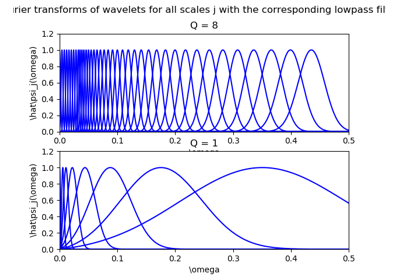 rier transforms of wavelets for all scales j with the corresponding lowpass fil
Q = 8
\hat\psi_j(\omega)
1.2
1.0
0.8
0.6
0.4
0.2
0.0
0.0 0.1 0.2 0.3 0.4 0.5
Q = 1
\hat\psi_j(\omega)
1.2
1.0
0.8
0.6
0.4
0.2
0.0
0.0 0.1 0.2 0.3 0.4 0.5
\omega